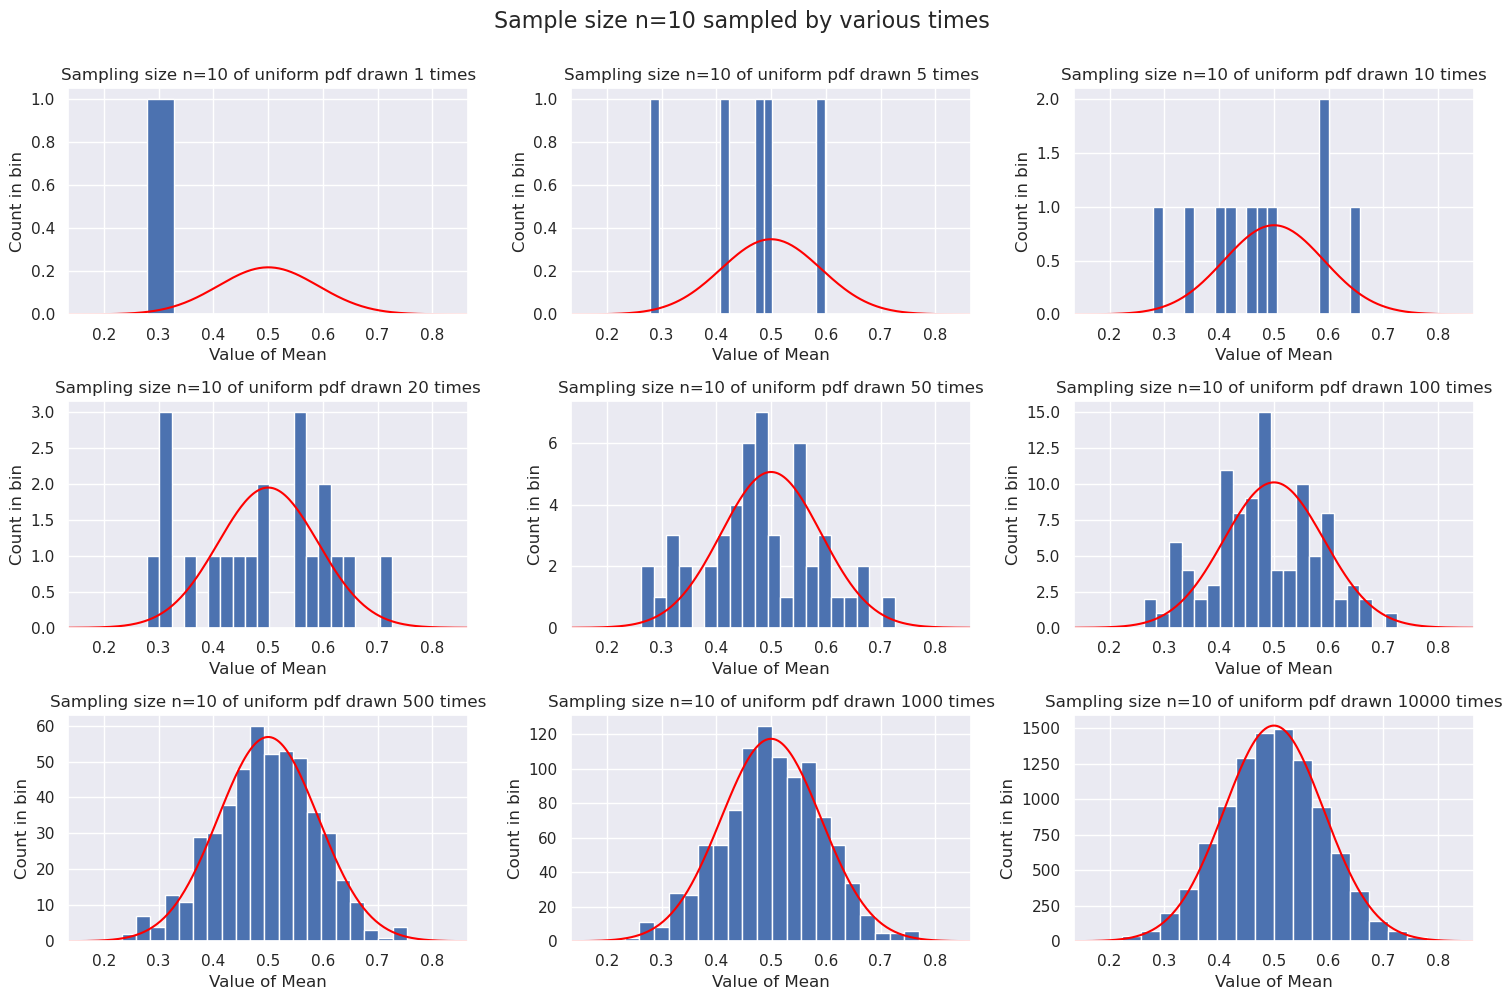 Sample size n=10 sampled by various times
Sampling size n=10 of uniform pdf drawn 1 times
Count in bin
1.0
0.8
0.6
0.4
0.2
0.0
0.2 0.3 0.4 0.5 0.6 0.7 0.8
Value of Mean
Sampling size n=10 of uniform pdf drawn 5 times
Count in bin
1.0
0.8
0.6
0.4
0.2
0.0
0.2 0.3 0.4 0.5 0.6 0.7 0.8
Value of Mean
Sampling size n=10 of uniform pdf drawn 10 times
Count in bin
2.0
1.5
1.0
0.5
0.0
0.2 0.3 0.4 0.5 0.6 0.7 0.8
Value of Mean
Sampling size n=10 of uniform pdf drawn 20 times
Count in bin
3.0
2.5
2.0
1.5
1.0
0.5
0.0
0.2 0.3 0.4 0.5 0.6 0.7 0.8
Value of Mean
Sampling size n=10 of uniform pdf drawn 50 times
Count in bin
6
4
2
0
0.2 0.3 0.4 0.5 0.6 0.7 0.8
Value of Mean
Sampling size n=10 of uniform pdf drawn 100 times
Count in bin
15.0
12.5
10.0
7.5
5.0
2.5
0.0
0.2 0.3 0.4 0.5 0.6 0.7 0.8
Value of Mean
Sampling size n=10 of uniform pdf drawn 500 times
Count in bin
60
50
40
30
20
10
0
0.2 0.3 0.4 0.5 0.6 0.7 0.8
Value of Mean
Sampling size n=10 of uniform pdf drawn 1000 times
Count in bin
120
100
80
60
40
20
0
0.2 0.3 0.4 0.5 0.6 0.7 0.8
Value of Mean
Sampling size n=10 of uniform pdf drawn 10000 times
Count in bin
1500
1250
1000
750
500
250
0
0.2 0.3 0.4 0.5 0.6 0.7 0.8
Value of Mean